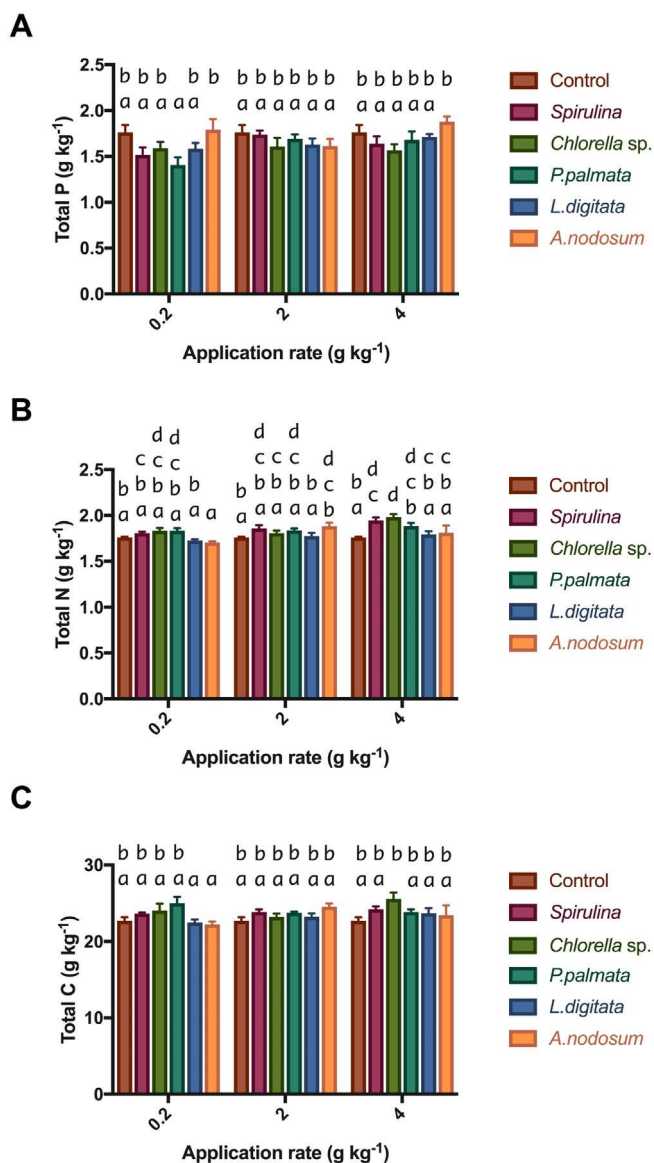 A
b b b b b b b b b b b b b b b b b
a a a a a a a a a a a a a a a a
2.5
2.0
1.5
1.0
0.5
0.0
Total P (g kg-1)
0.2 2 4
Application rate (g kg-1)
Control
Spirulina
Chlorella sp.
P.palmata
L.digitata
A.nodosum
B
d d d d
c c c c c c d d d c c
b b b b b b b b b b c b c d c b b
a a a a a a a a a a a b a b a a
2.5
2.0
1.5
1.0
0.5
0.0
Total N (g kg-1)
0.2 2 4
Application rate (g kg-1)
Control
Spirulina
Chlorella sp.
P.palmata
L.digitata
A.nodosum
C
b b b b b b b b b b b b b b b b
a a a a a a a a a a a a a a a a a
30
20
10
0
Total C (g kg-1)
0.2 2 4
Application rate (g kg-1)
Control
Spirulina
Chlorella sp.
P.palmata
L.digitata
A.nodosum